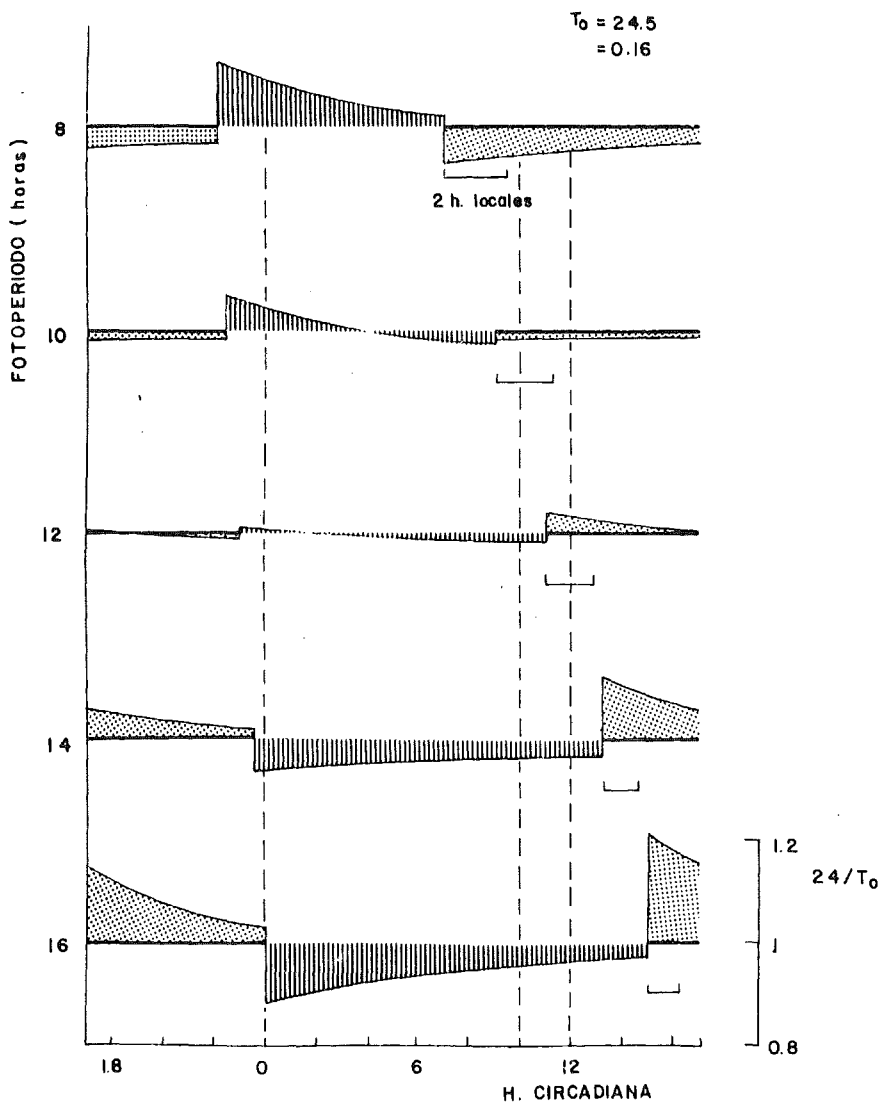 T₀ = 24.5
= 0.16
FOTOPERIODO (horas)
8
2 h. locales
10
12
14
16
1.2
24/T₀
1
0.8
18
0
6
12
H. CIRCADIANA